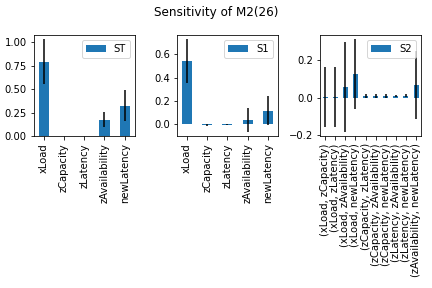 Sensitivity of M2(26)
1.00
0.75
0.50
0.25
0.00
ST
xLoad
zCapacity
zLatency
zAvailability
newLatency
0.6
0.4
0.2
0.0
S1
xLoad
zCapacity
zLatency
zAvailability
newLatency
0.2
0.0
−0.2
S2
(xLoad, zCapacity)
(xLoad, zLatency)
(xLoad, zAvailability)
(xLoad, newLatency)
(zCapacity, zLatency)
(zCapacity, zAvailability)
(zCapacity, newLatency)
(zLatency, zAvailability)
(zLatency, newLatency)
(zAvailability, newLatency)